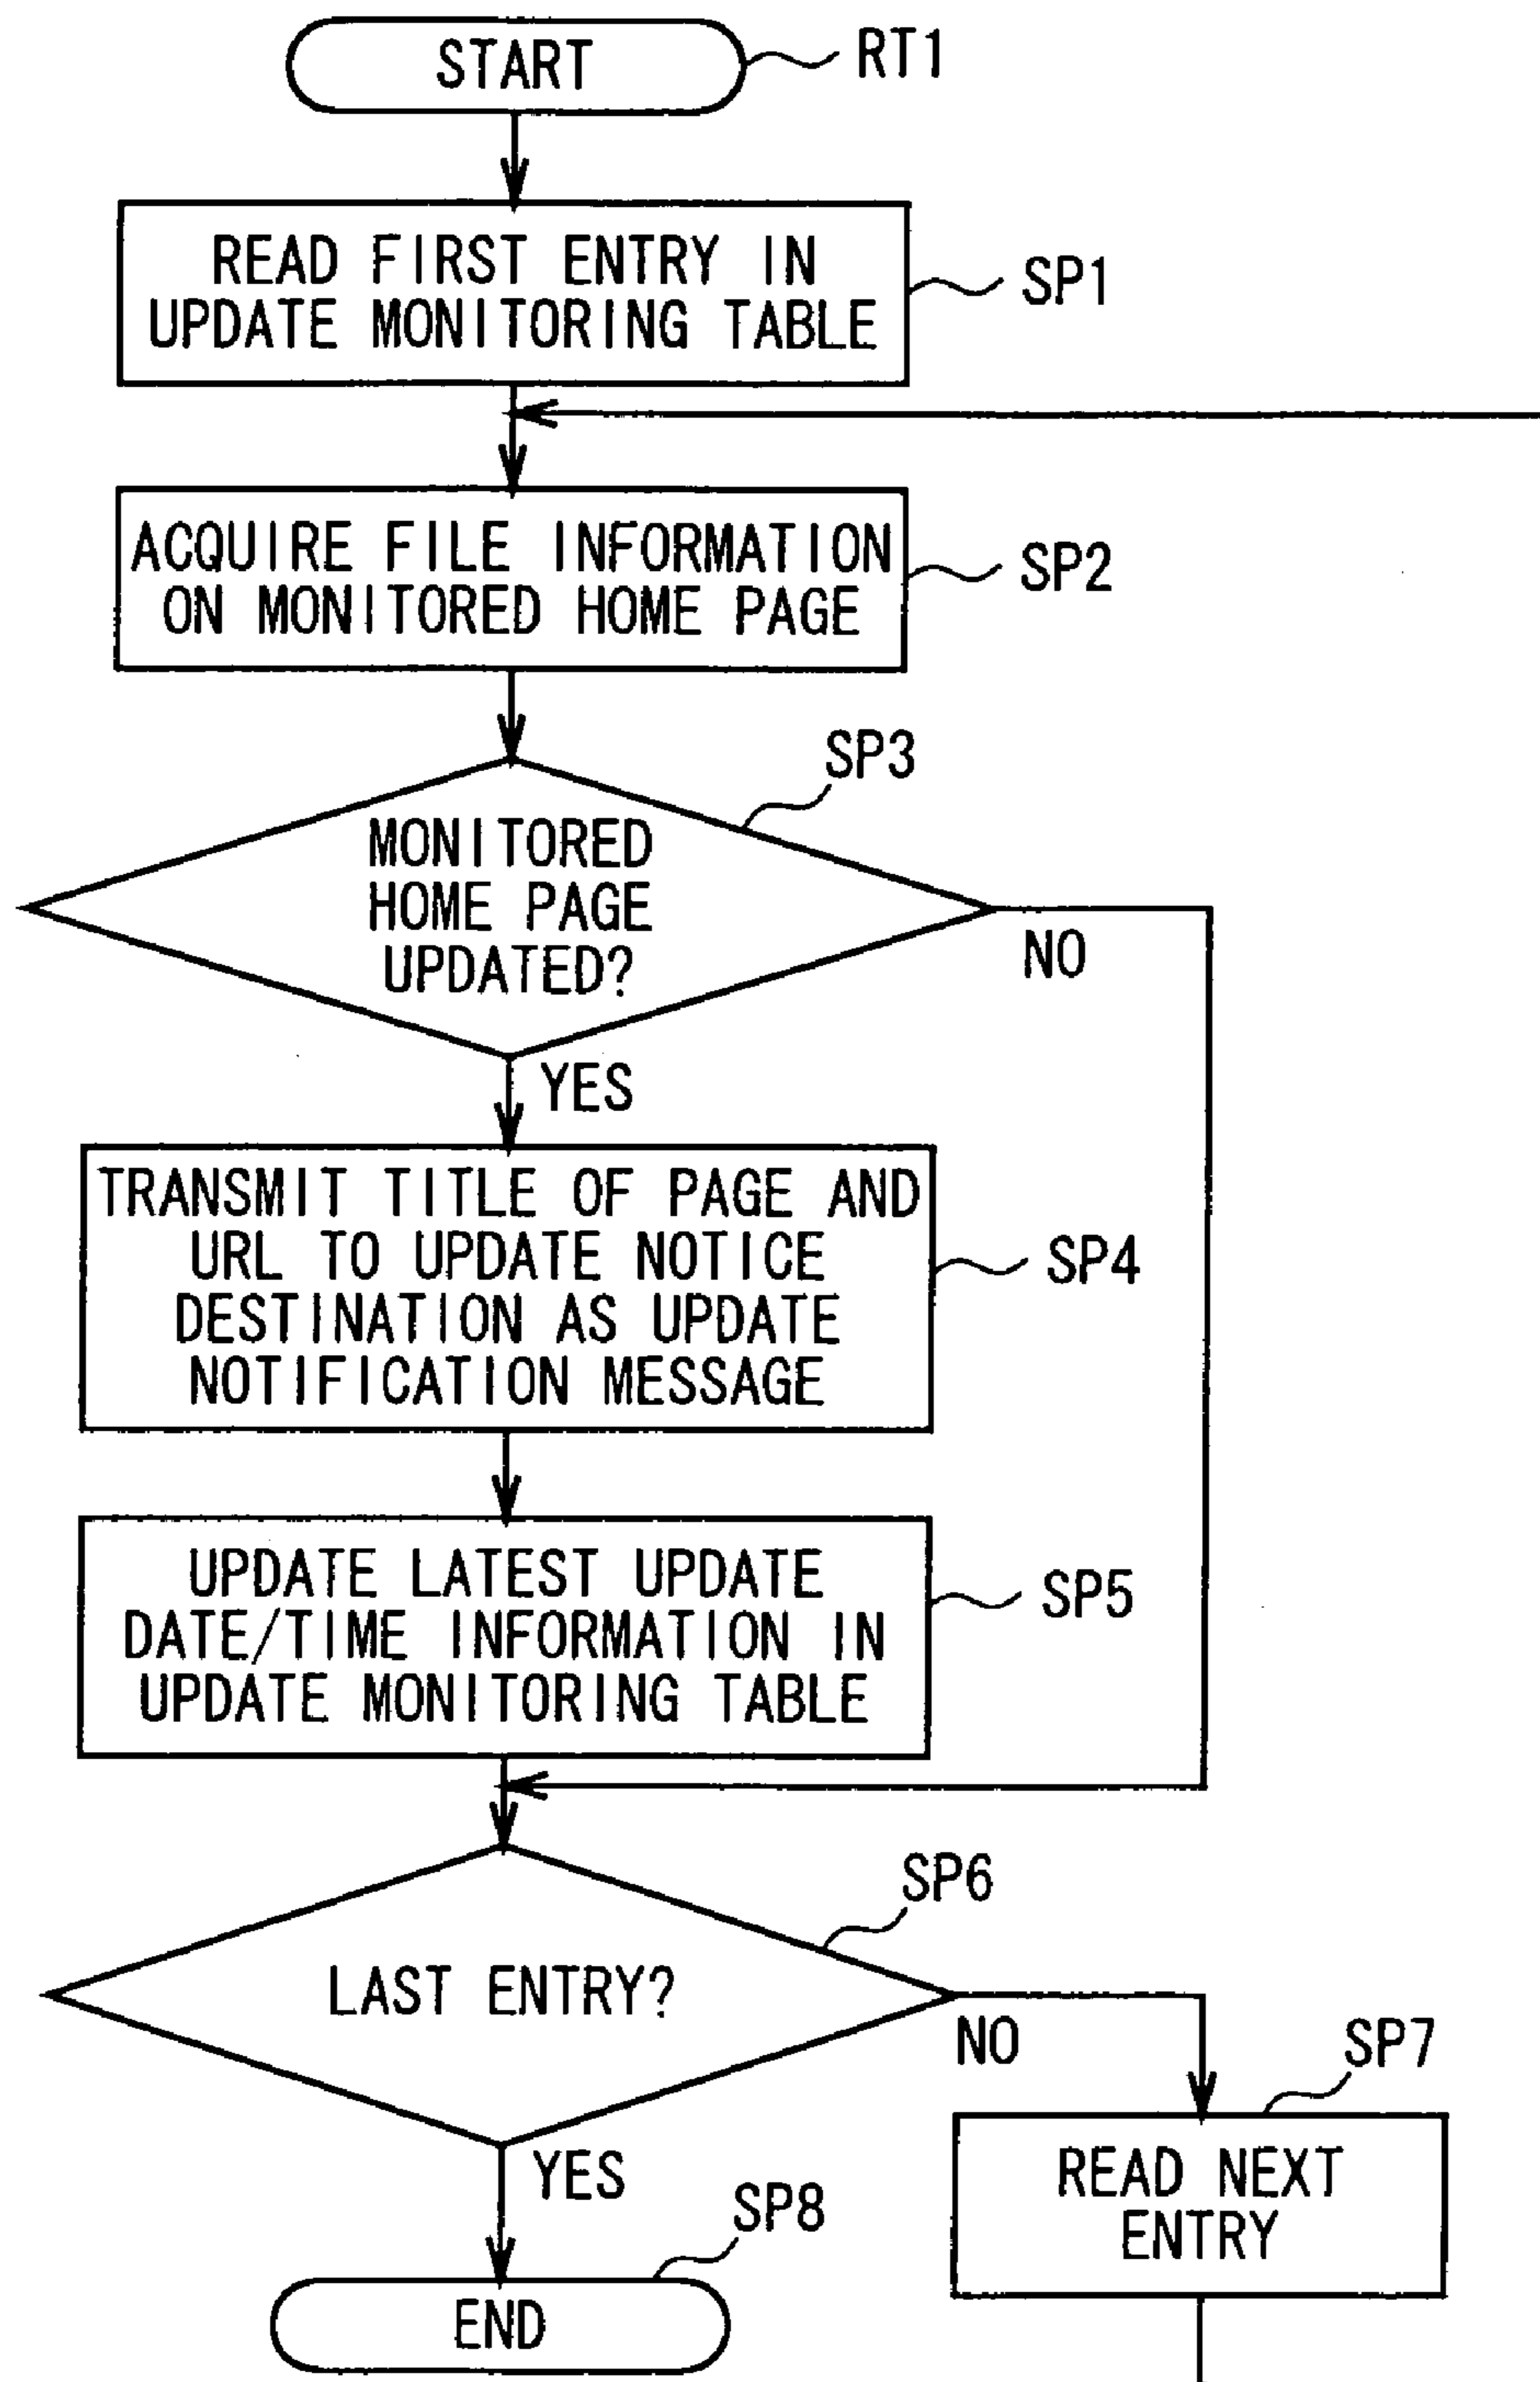 START
RT1
READ FIRST ENTRY IN
UPDATE MONITORING TABLE
SP1
ACQUIRE FILE INFORMATION
ON MONITORED HOME PAGE
SP2
SP3
MONITORED
HOME PAGE
UPDATED?
NO
YES
TRANSMIT TITLE OF PAGE AND
URL TO UPDATE NOTICE
DESTINATION AS UPDATE
NOTIFICATION MESSAGE
SP4
UPDATE LATEST UPDATE
DATE/TIME INFORMATION IN
UPDATE MONITORING TABLE
SP5
SP6
LAST ENTRY?
NO
SP7
READ NEXT
ENTRY
YES
SP8
END